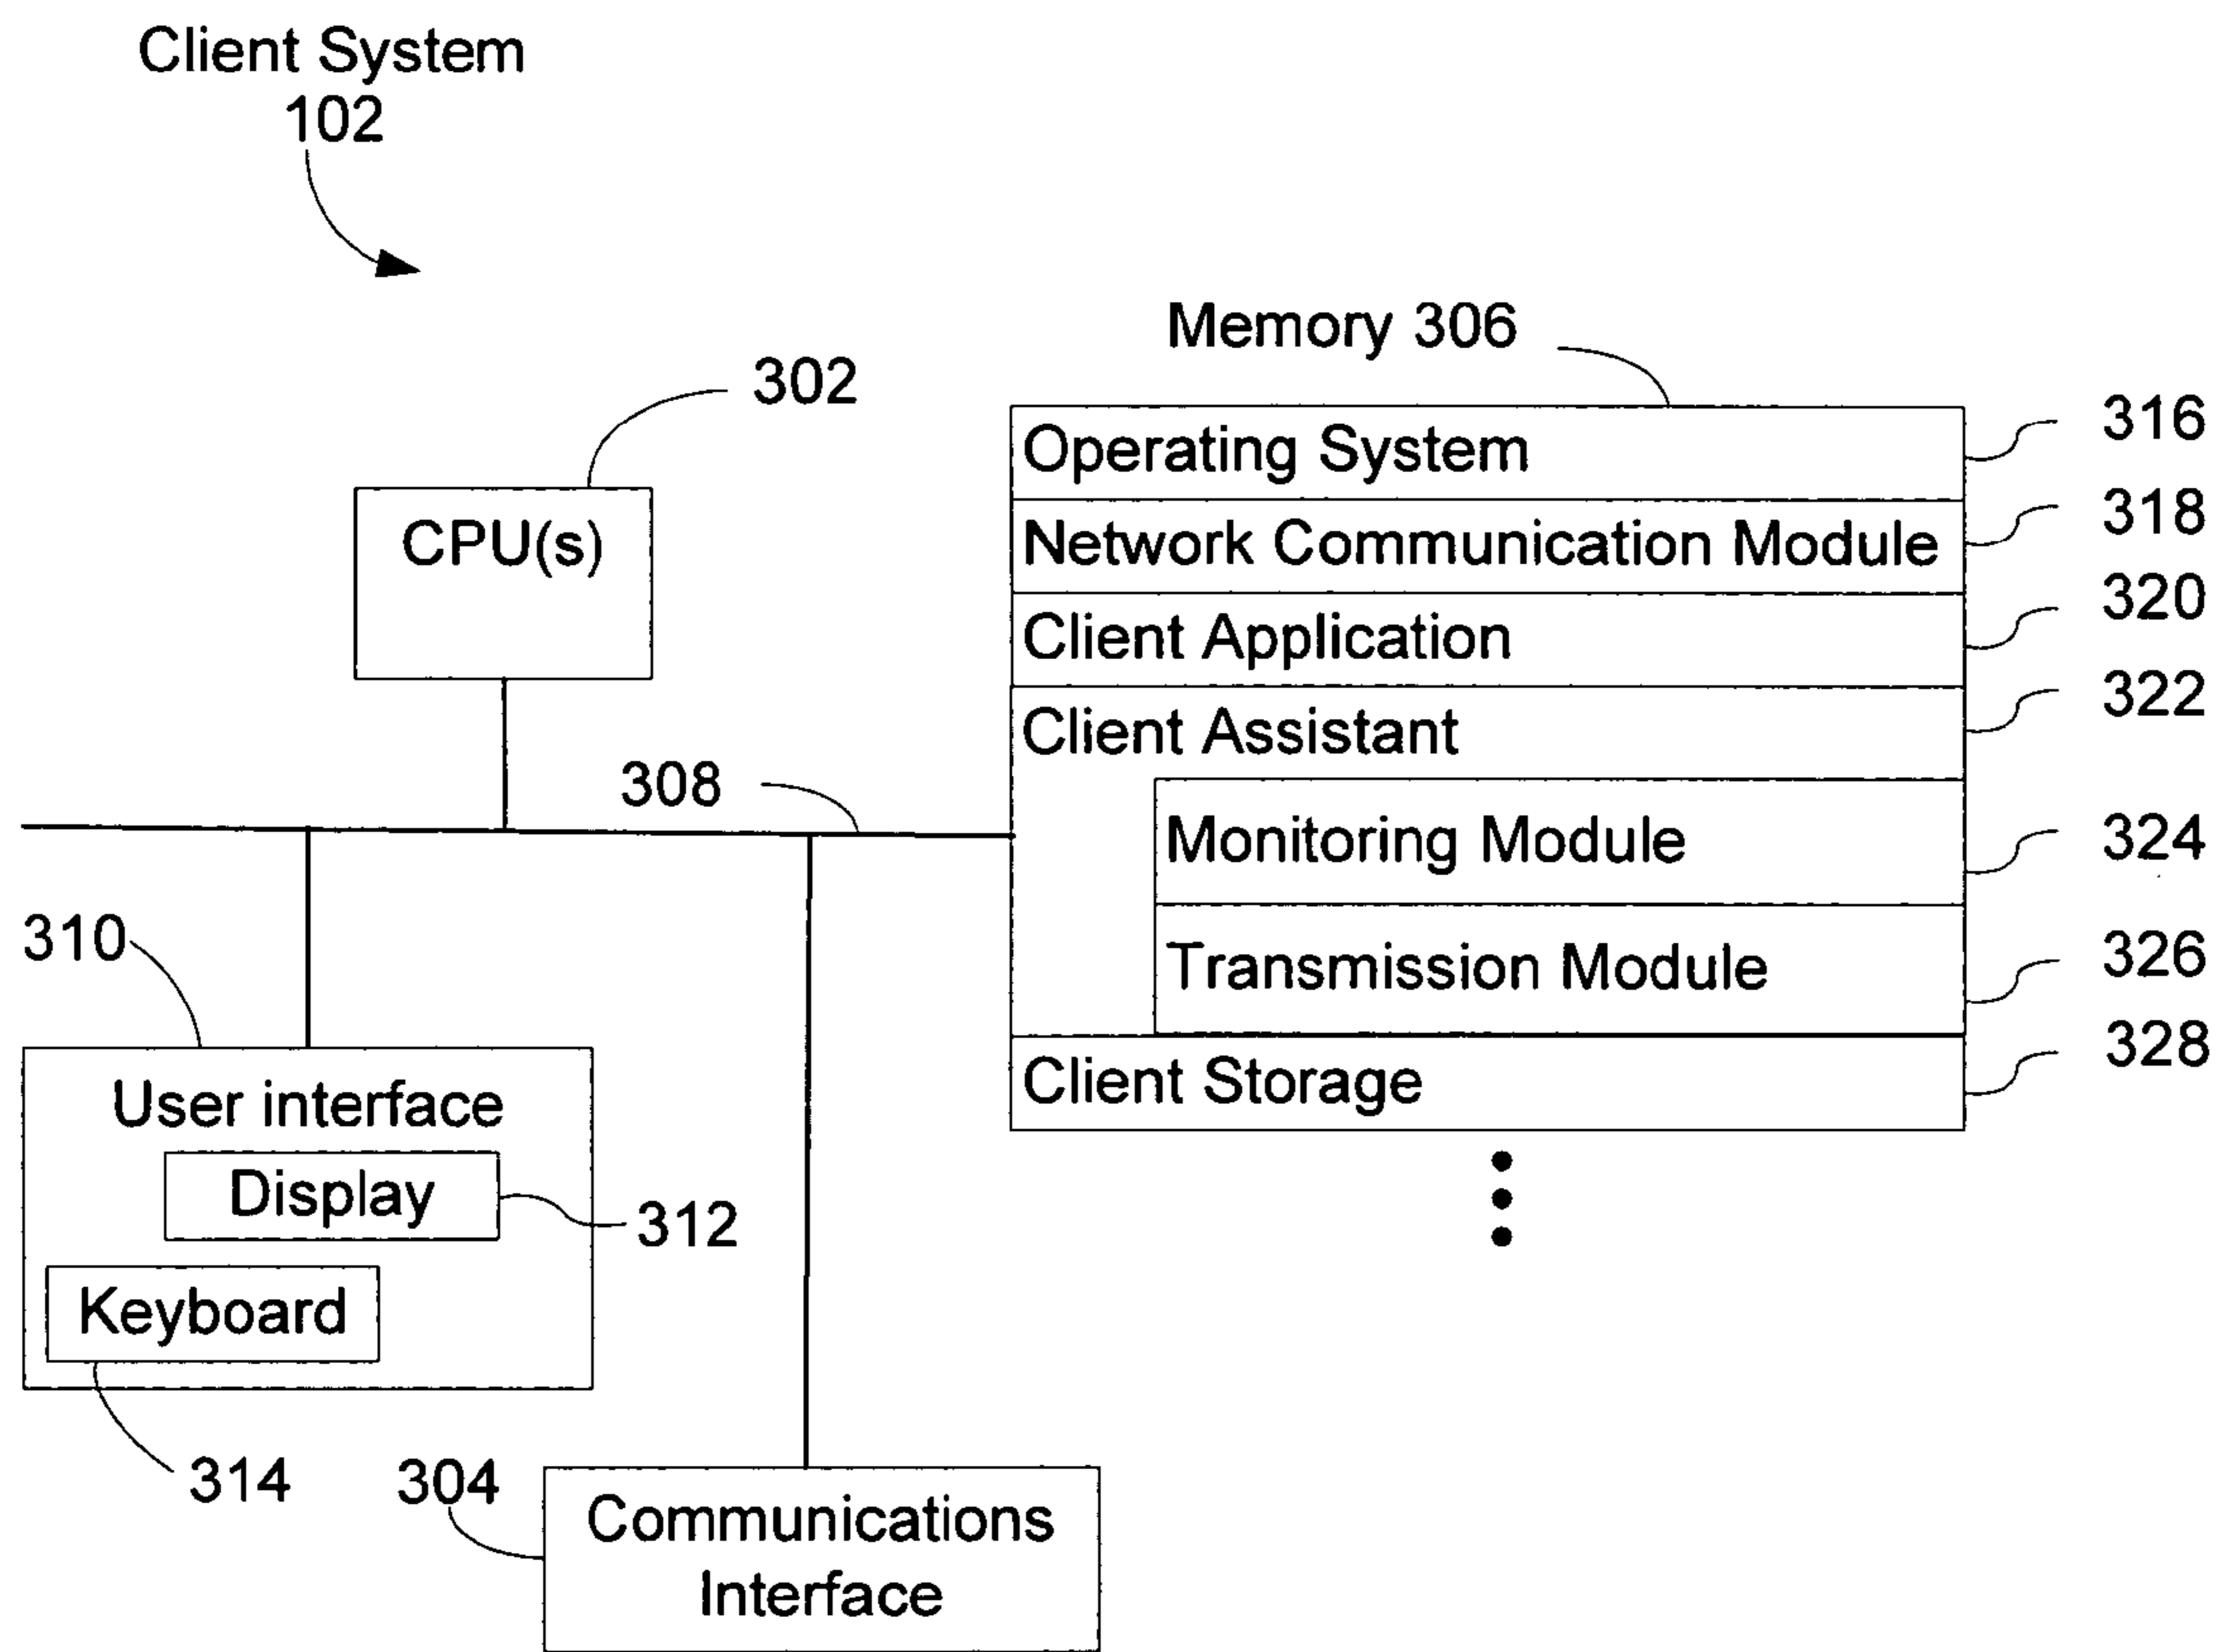 Client System
102
Memory 306
302
CPU(s)
Operating System
316
Network Communication Module
318
Client Application
320
Client Assistant
322
308
Monitoring Module
324
Transmission Module
326
Client Storage
328
310
User interface
Display
312
Keyboard
314
304
Communications
Interface